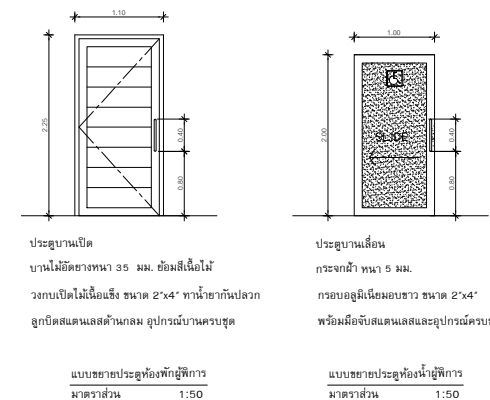 1.10
2.25
0.40
0.80
ประตูบานเปิด
บานไม้อัดยางหนา 35 มม. ย้อมสีเนื้อไม้
วงกบเปิดไม้เนื้อแข็ง ขนาด 2"x4" ทาน้ำยากันปลวก
ลูกบิดสแตนเลสด้านกลม อุปกรณ์บานครบชุด
แบบขยายประตูห้องพักผู้พิการ
มาตราส่วน 1:50
1.00
2.00
SLIDE
0.40
0.80
ประตูบานเลื่อน
กระจกฝ้า หนา 5 มม.
กรอบอลูมิเนียมอบขาว ขนาด 2"x4"
พร้อมมือจับสแตนเลสและอุปกรณ์ครบ
แบบขยายประตูห้องน้ำผู้พิการ
มาตราส่วน 1:50